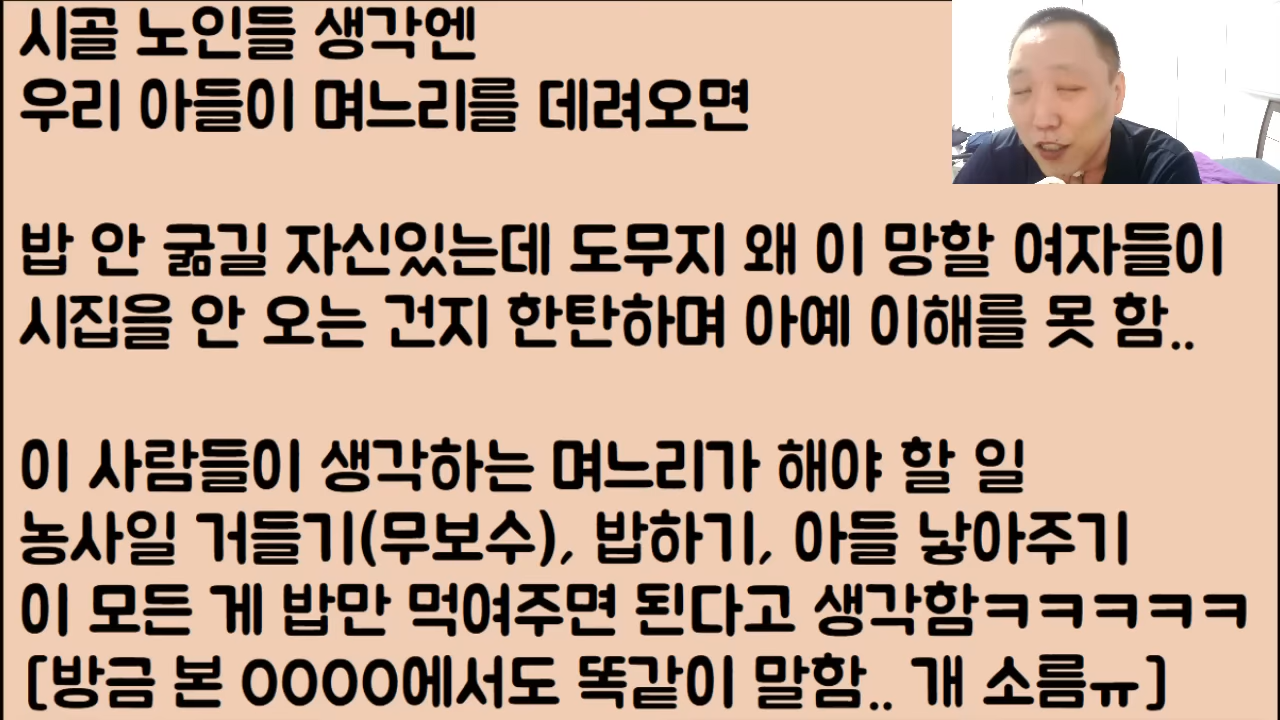 시골 노인들 생각엔
우리 아들이 며느리를 데려오면
밥 안 굶길 자신있는데 도무지 왜 이 망할 여자들이
시집을 안 오는 건지 한탄하며 아예 이해를 못 함..
이 사람들이 생각하는 며느리가 해야 할 일
농사일 거들기(무보수), 밥하기, 아들 낳아주기
이 모든 게 밥만 먹여주면 된다고 생각함ㅋㅋㅋㅋㅋ
[방금 본 OOOO에서도 똑같이 말함.. 개 소름ㅠ]